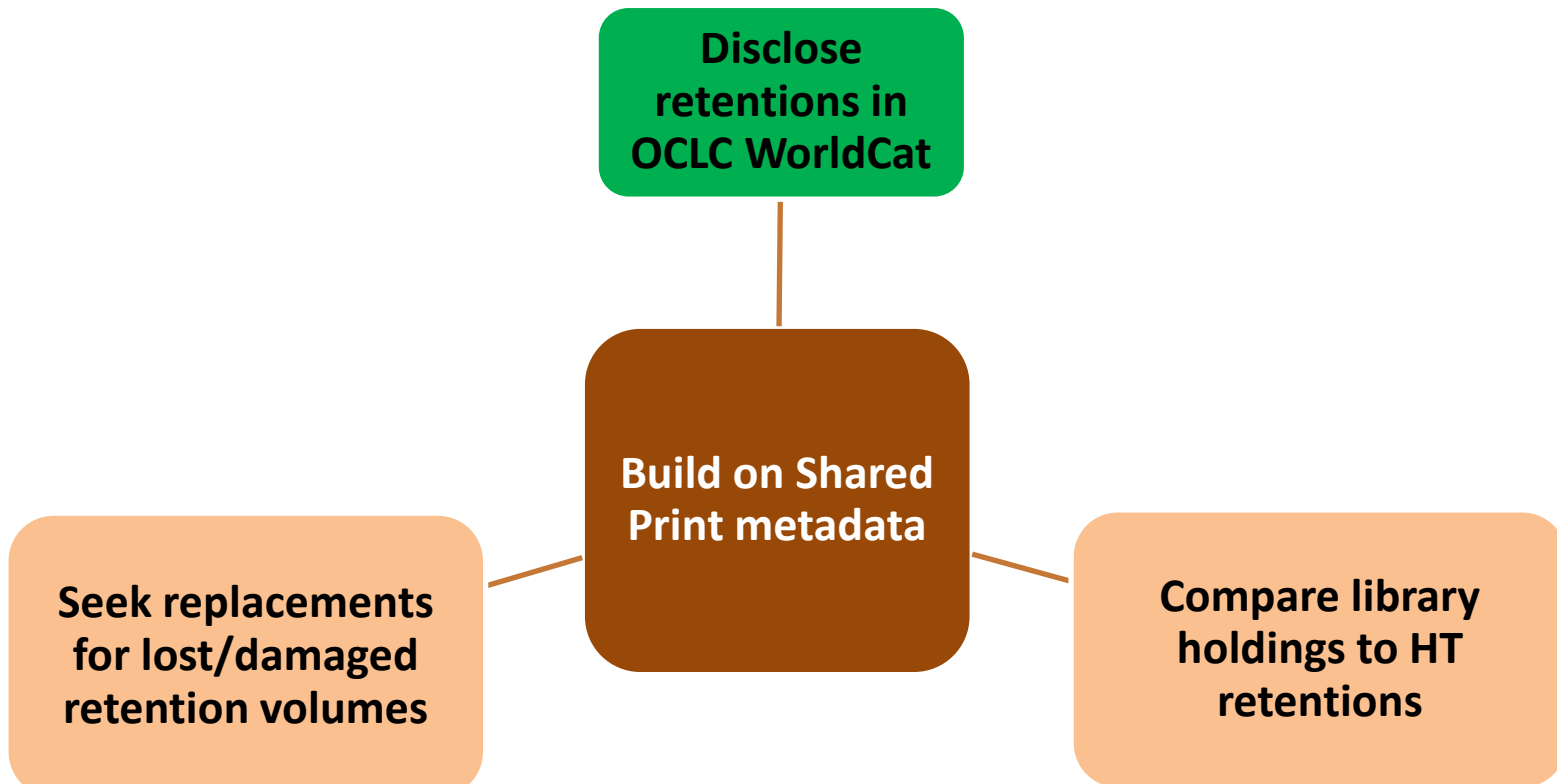 Disclose
retentions in
OCLC WorldCat
Build on Shared
Print metadata
Seek replacements
for lost/damaged
retention volumes
Compare library
holdings to HT
retentions